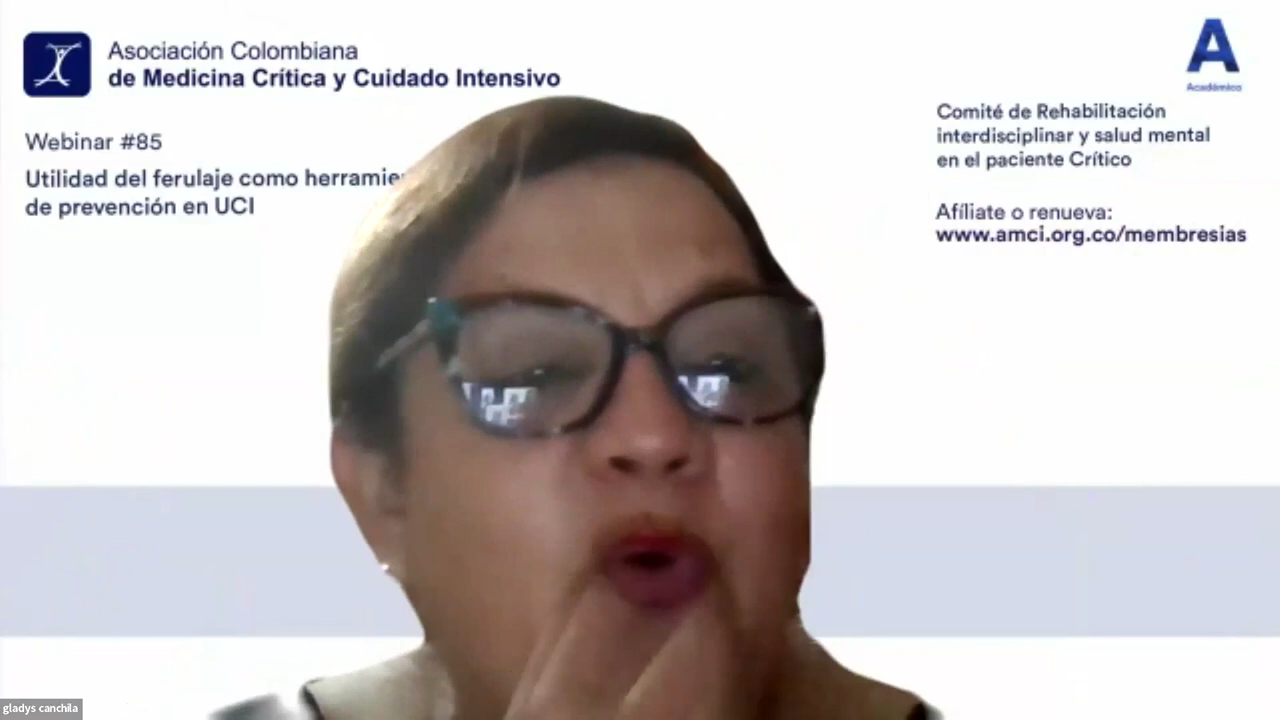 Asociación Colombiana
de Medicina Crítica y Cuidado Intensivo
Webinar #85
Utilidad del ferulaje como
de prevención en UCI
A
Académico
Comité de Rehabilitación
interdisciplinar y salud mental
en el paciente Crítico
Afíliate o renueva:
www.amci.org.co/membresias
gladys canchila